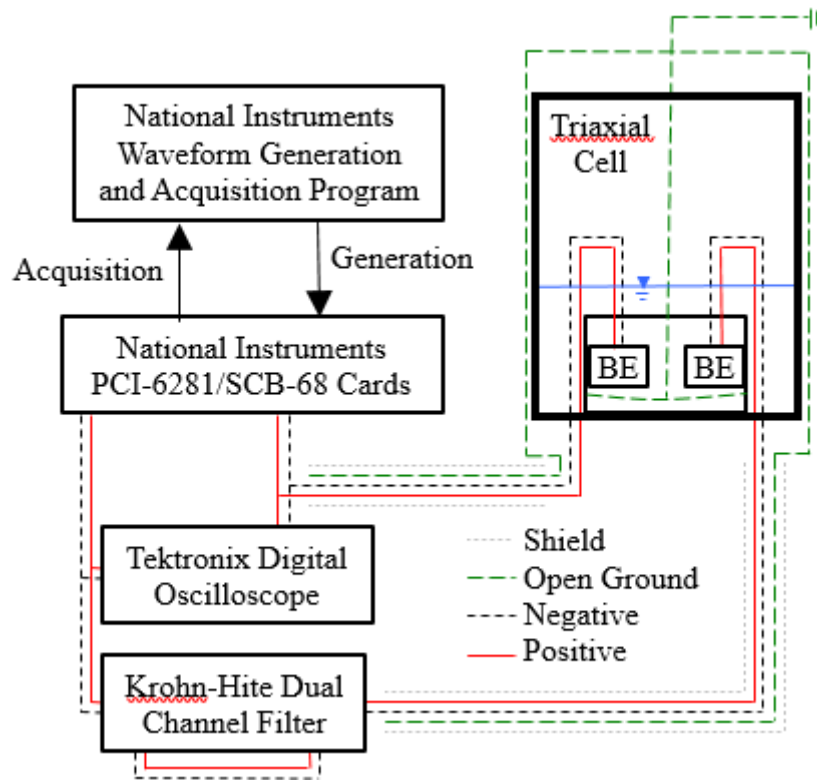 National Instruments
Waveform Generation
and Acquisition Program
Triaxial
Cell
Acquisition
Generation
National Instruments
PCI-6281/SCB-68 Cards
BE
BE
Tektronix Digital
Oscilloscope
Shield
Open Ground
Negative
Positive
Krohn-Hite Dual
Channel Filter